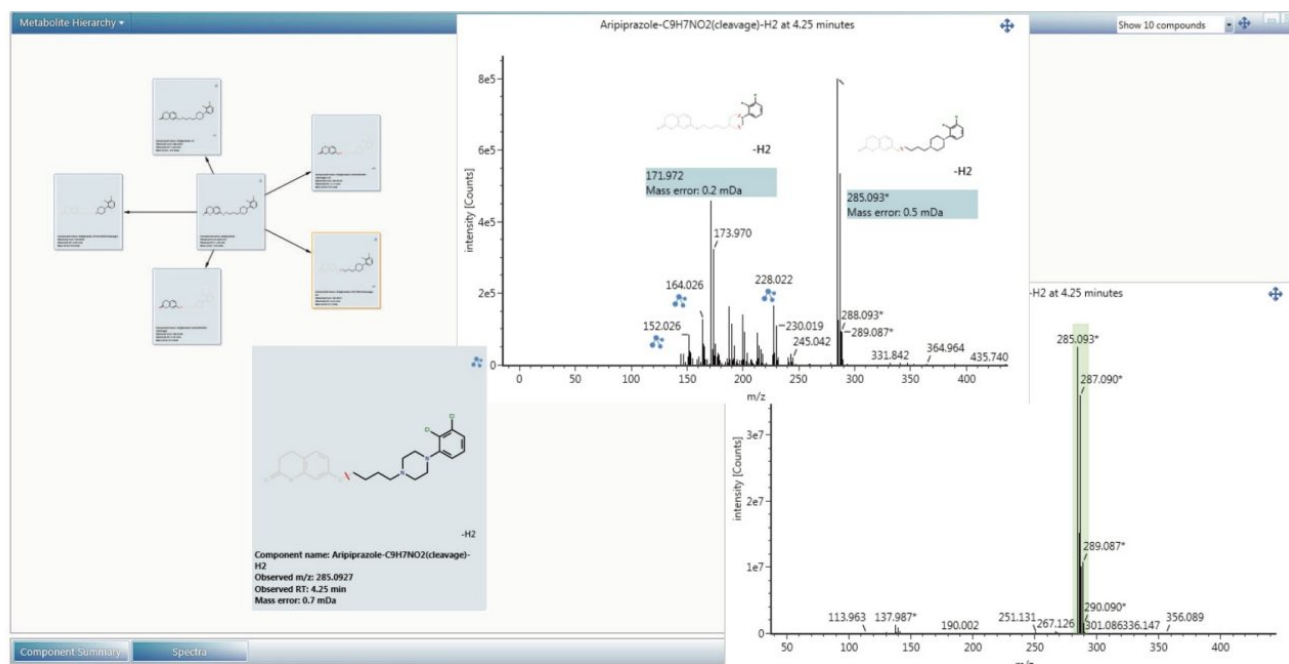 Metabolite Hierarchy
Show 10 compounds
Aripiprazole-C9H7NO2(cleavage)-H2 at 4.25 minutes
8e5
6e5
4e5
2e5
0
intensity [Counts]
-H2
171.972
Mass error: 0.2 mDa
-H2
285.093*
Mass error: 0.5 mDa
173.970
164.026
152.026
228.022
230.019
245.042
288.093*
289.087*
331.842
364.964
435.740
0 50 100 150 200 250 300 350 400
m/z
Cl
Cl
N
N
-H2
Component name: Aripiprazole-C9H7NO2(cleavage)-
H2
Observed m/z: 285.0927
Observed RT: 4.25 min
Mass error: 0.7 mDa
-H2 at 4.25 minutes
285.093*
287.090*
3e7
2e7
1e7
0
intensity [Counts]
289.087*
290.090*
113.963
137.987*
190.002
251.131
267.126
301.086
336.147
356.089
50 100 150 200 250 300 350 400
m/z
Component Summary
Spectra